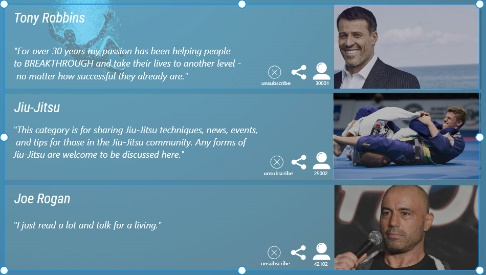 Tony Robbins
"For over 30 years my passion has been helping people
to BREAKTHROUGH and take their lives to another level -
no matter how successful they already are."
unsubscribe
Jiu-Jitsu
"This category is for sharing Jiu-Jitsu techniques, news, events,
and tips for those in the Jiu-Jitsu community. Any forms of
Jiu Jitsu are welcome to be discussed here."
unsubscribe
Joe Rogan
"I just read a lot and talk for a living."
unsubscribe
42102